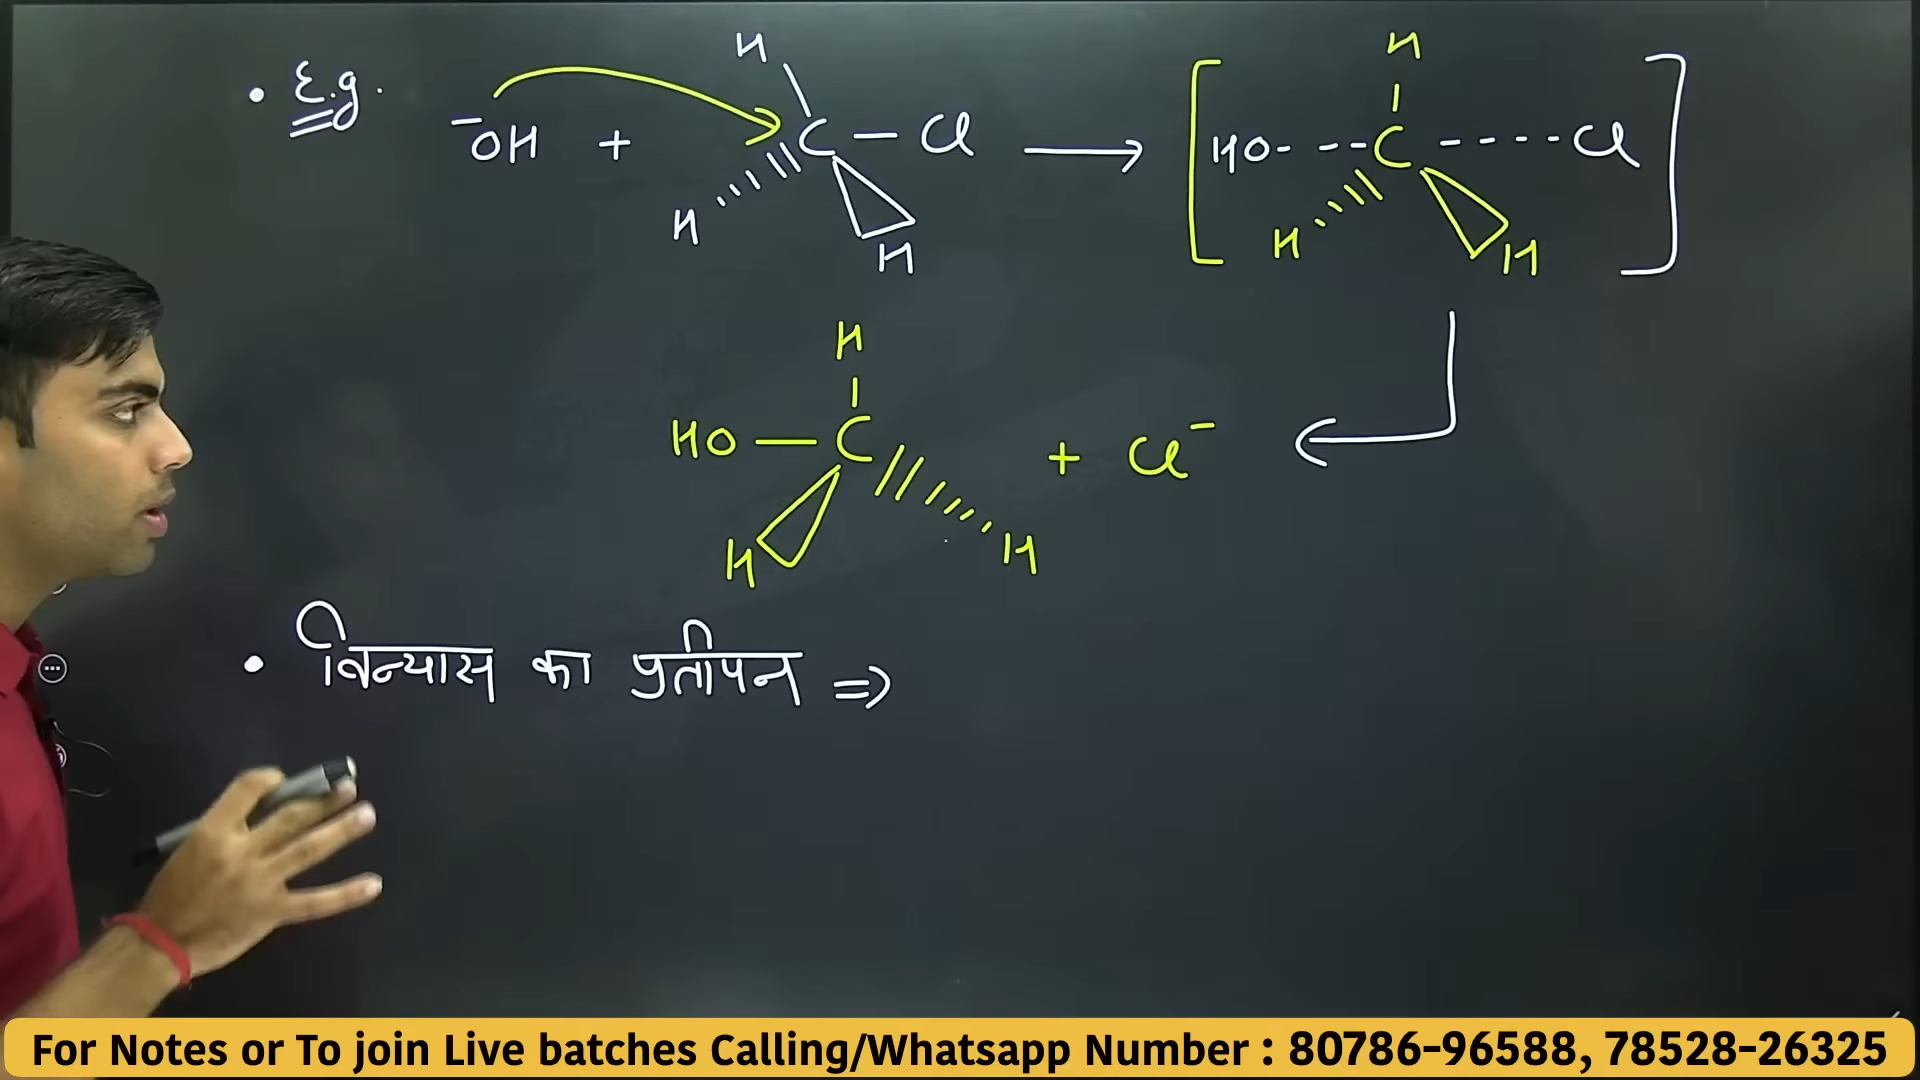 • E.g.
⁻OH + H C — Cl H H ⟶ [HO ---- C ---- Cl H H H]
HO — C H H H + Cl⁻
• विन्यास का प्रतीपन ⇒
For Notes or To join Live batches Calling/Whatsapp Number : 80786-96588, 78528-26325